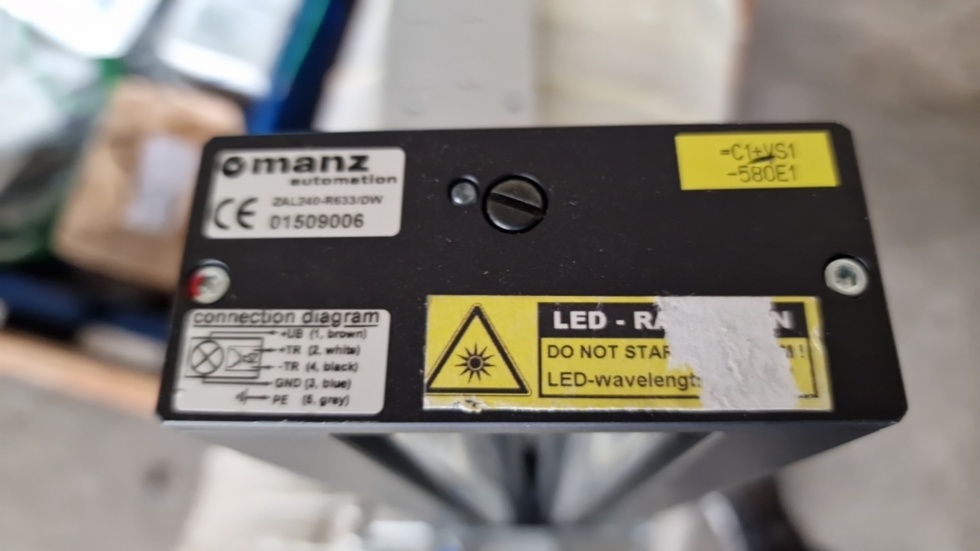 manz
automation
CE
ZAL240-R633/DW
01509006
=C1+VS1
-580E1
connection diagram
+UB (1, brown)
+TR (2, white)
-TR (4, black)
GND (3, blue)
PE (5, grey)
LED - RA N
DO NOT STAR !
LED-wavelengt